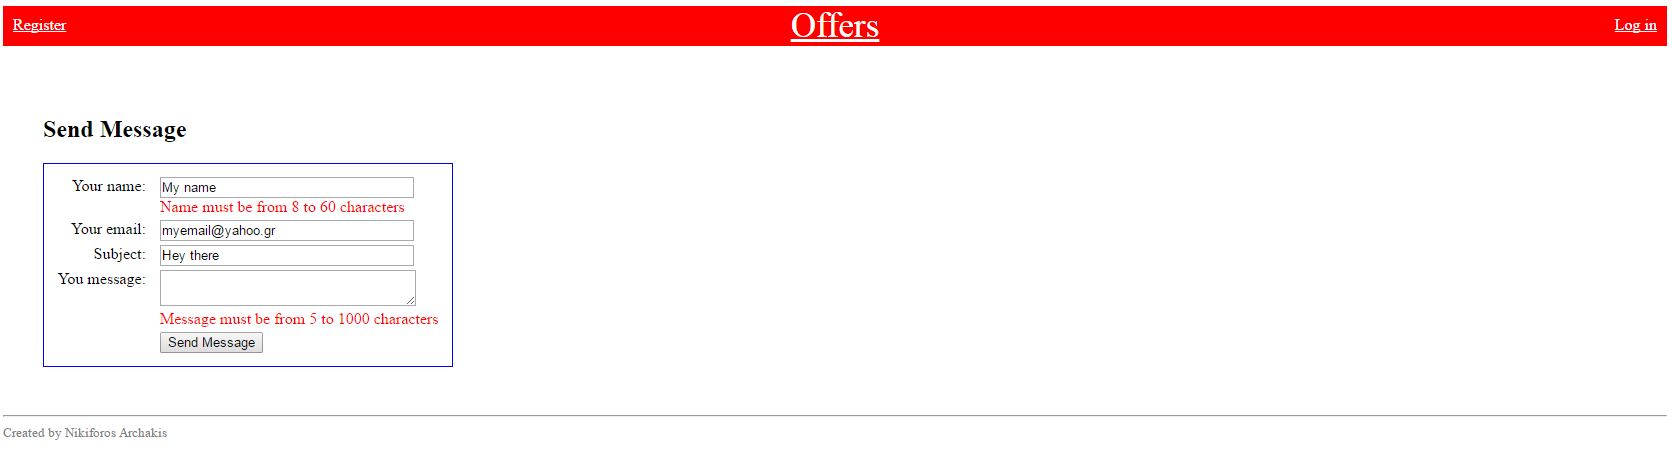 Register Offers Log in
Send Message
Your name: My name
Name must be from 8 to 60 characters
Your email: myemail@yahoo.gr
Subject: Hey there
You message:
Message must be from 5 to 1000 characters
Send Message
Created by Nikiforos Archakis